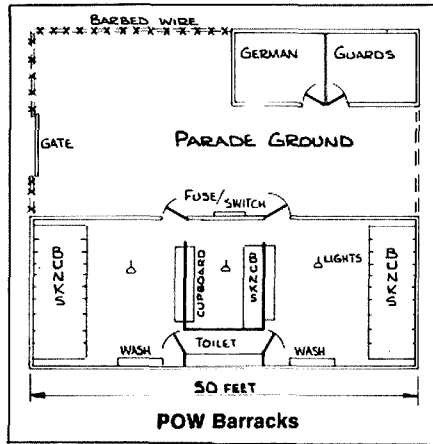 BARBED WIRE
GERMAN
GUARDS
GATE
PARADE GROUND
FUSE/SWITCH
BUNKS
CUPBOARD
BUNKS
LIGHTS
BUNKS
WASH
TOILET
WASH
50 FEET
POW Barracks